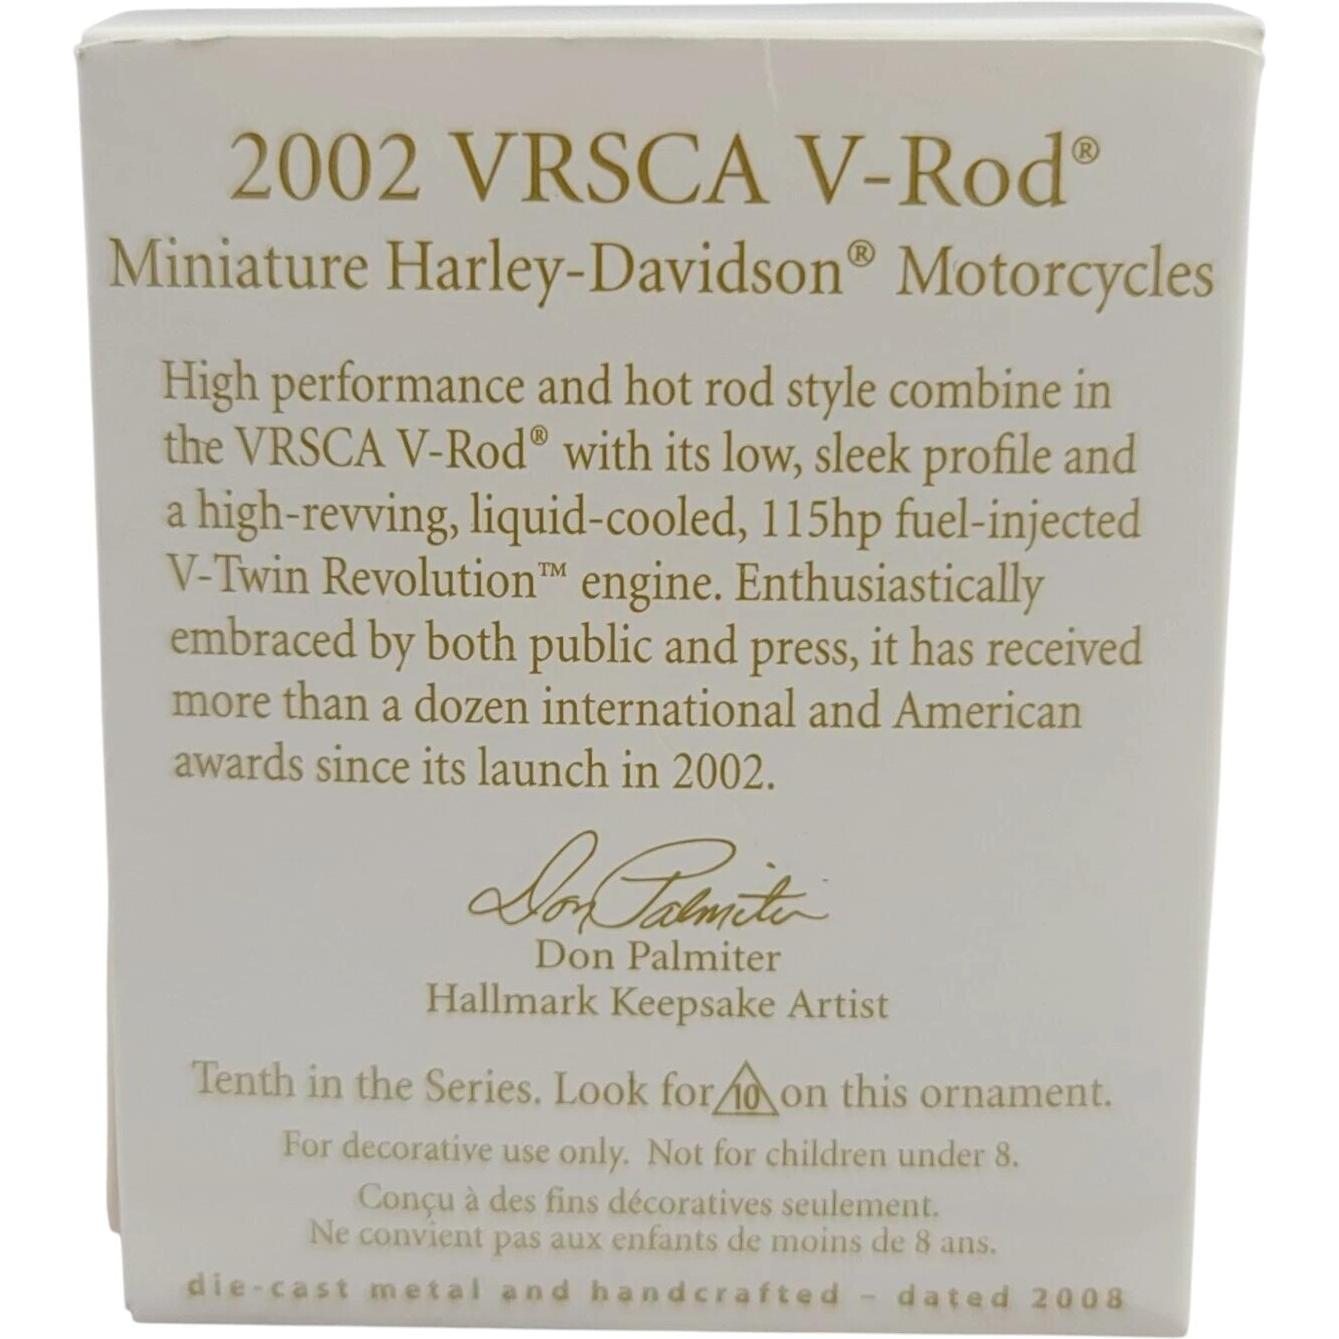 2002 VRSCA V-Rod®
Miniature Harley-Davidson® Motorcycles
High performance and hot rod style combine in
the VRSCA V-Rod® with its low, sleek profile and
a high-revving, liquid-cooled, 115hp fuel-injected
V-Twin Revolution™ engine. Enthusiastically
embraced by both public and press, it has received
more than a dozen international and American
awards since its launch in 2002.
Don Palmiter
Don Palmiter
Hallmark Keepsake Artist
Tenth in the Series. Look for 10 on this ornament.
For decorative use only. Not for children under 8.
Conçu à des fins décoratives seulement.
Ne convient pas aux enfants de moins de 8 ans.
die-cast metal and handcrafted – dated 2008